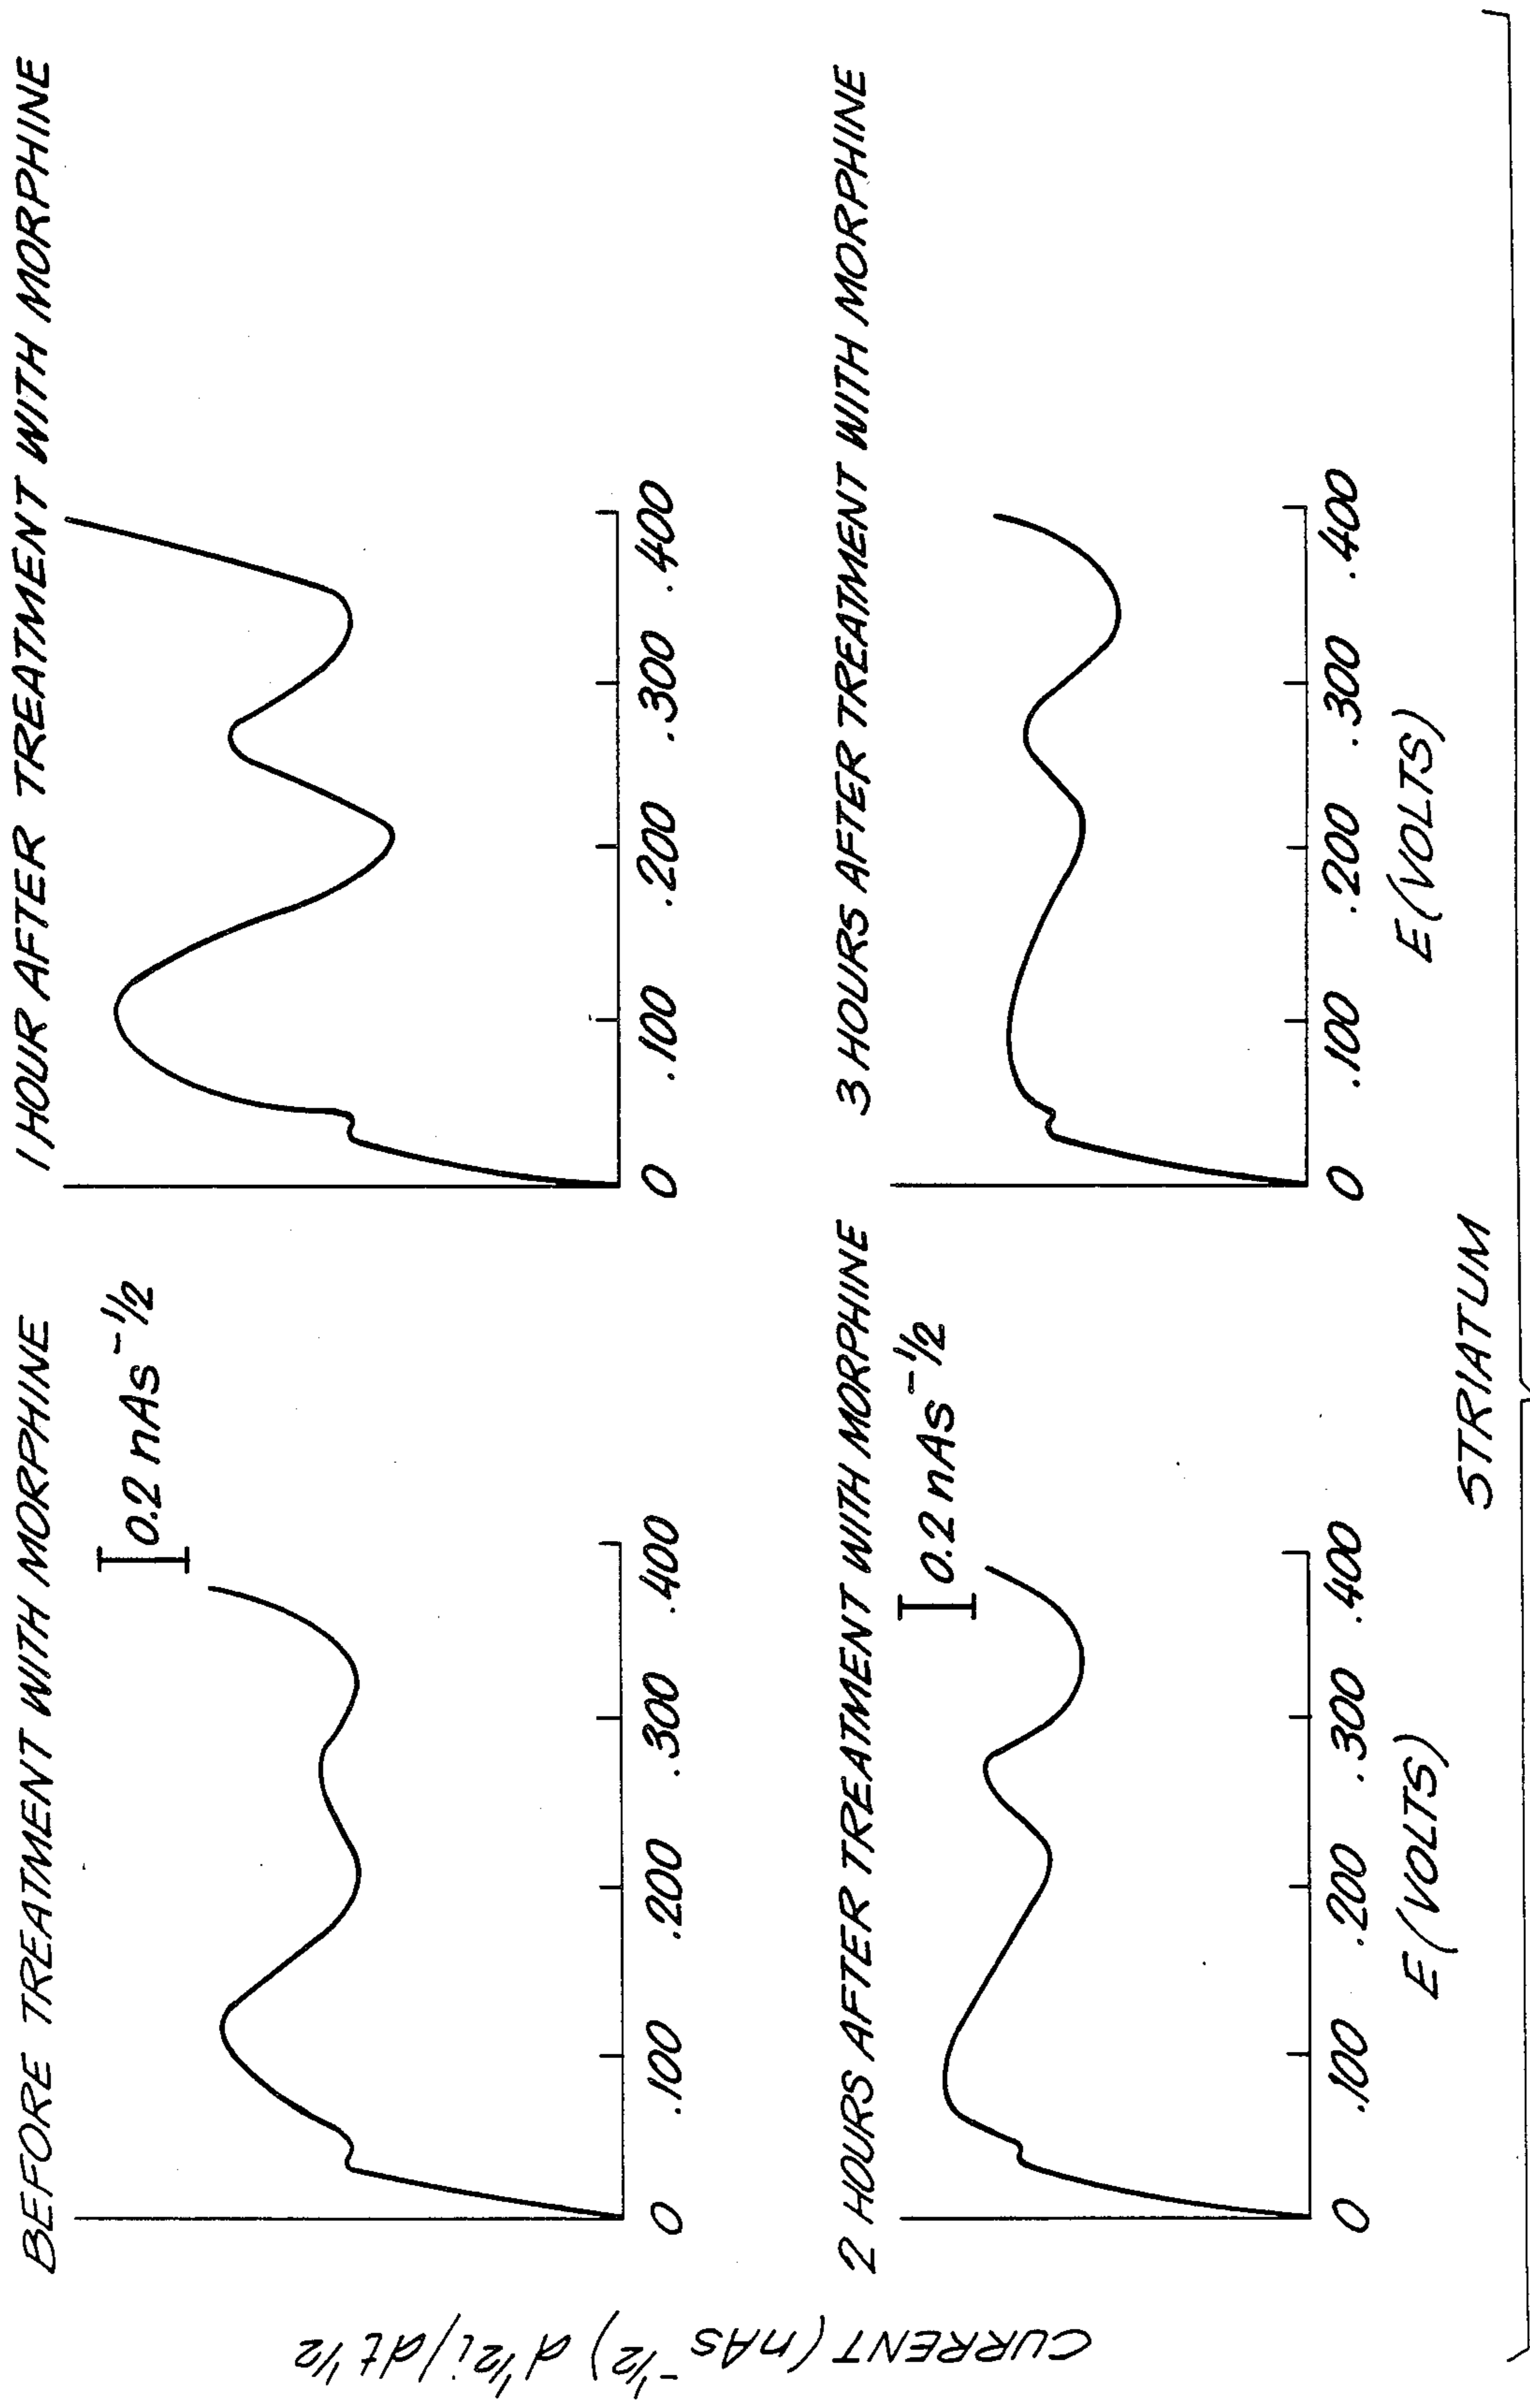 BEFORE TREATMENT WITH MORPHINE
0.2 nAs⁻¹/²
0 .100 .200 .300 .400
1 HOUR AFTER TREATMENT WITH MORPHINE
0 .100 .200 .300 .400
CURRENT (nAs⁻¹/²) d¹/²i/dt¹/²
2 HOURS AFTER TREATMENT WITH MORPHINE
0.2 nAs⁻¹/²
0 .100 .200 .300 .400
E (VOLTS)
3 HOURS AFTER TREATMENT WITH MORPHINE
0 .100 .200 .300 .400
E (VOLTS)
STRIATUM